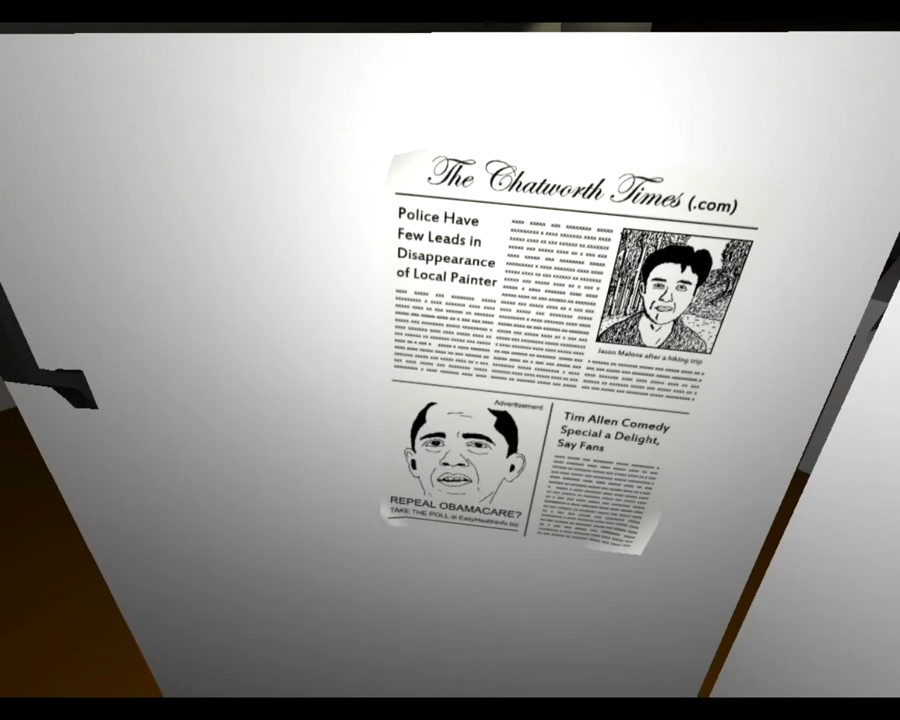 The Chatworth Times (.com)
Police Have
Few Leads in
Disappearance
of Local Painter
Jason Malone after a hiking trip
Advertisement
REPEAL OBAMACARE?
TAKE THE POLL at EasyHealthInfo.biz
Tim Allen Comedy
Special a Delight,
Say Fans